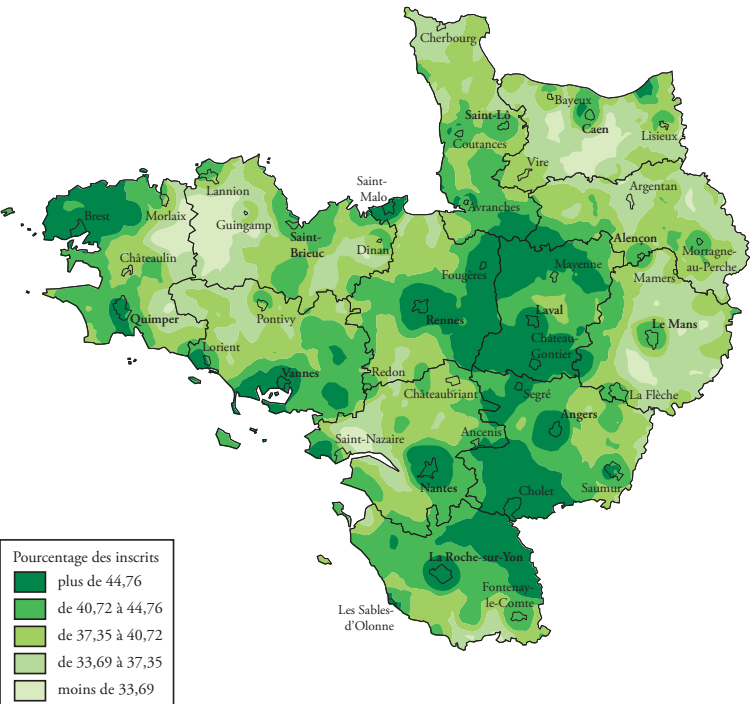 Cherbourg
Bayeux
Saint-Lô
Caen
Lisieux
Coutances
Vire
Saint-
Malo
Lannion
Argentan
Brest
Morlaix
Avranches
Guingamp
Saint-
Brieuc
Dinan
Alençon
Mortagne-
au-Perche
Châteaulin
Fougères
Mayenne
Mamers
Quimper
Pontivy
Rennes
Laval
Le Mans
Château-
Gontier
Lorient
Vannes
Redon
Châteaubriant
Segré
La Flèche
Angers
Saint-Nazaire
Ancenis
Nantes
Cholet
Saumur
La Roche-sur-Yon
Fontenay-
le-Comte
Les Sables-
d'Olonne
Pourcentage des inscrits
plus de 44,76
de 40,72 à 44,76
de 37,35 à 40,72
de 33,69 à 37,35
moins de 33,69